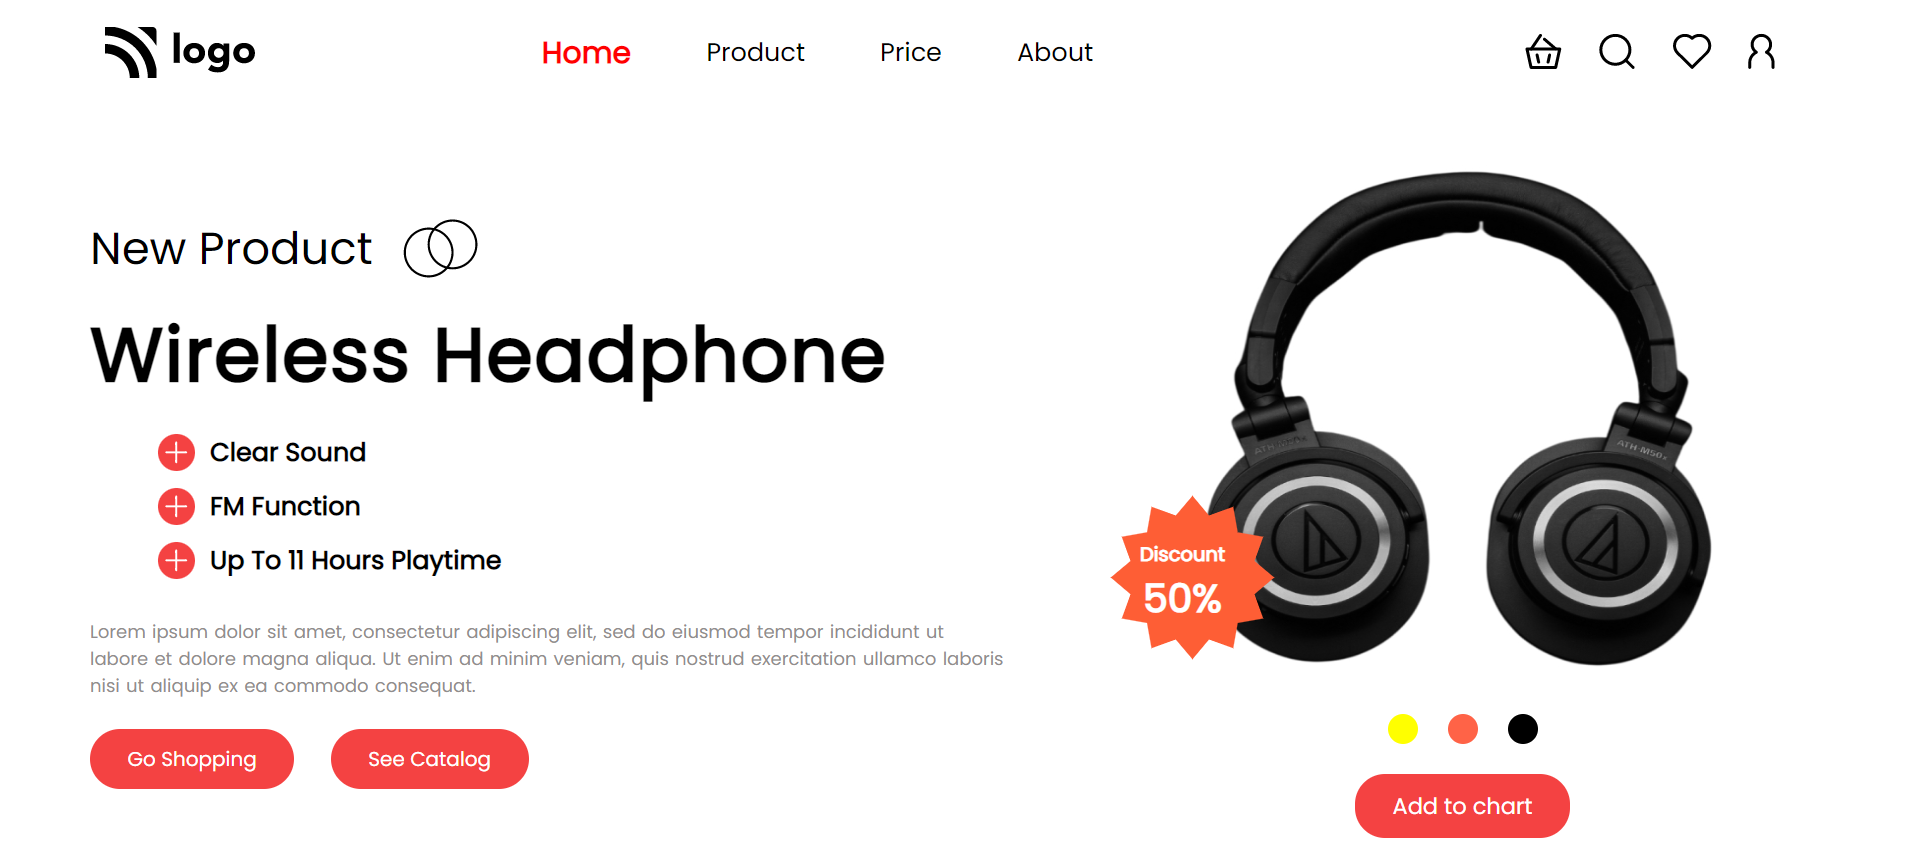 logo
Home Product Price About
New Product
Wireless Headphone
Clear Sound
FM Function
Up To 11 Hours Playtime
Lorem ipsum dolor sit amet, consectetur adipiscing elit, sed do eiusmod tempor incididunt ut
labore et dolore magna aliqua. Ut enim ad minim veniam, quis nostrud exercitation ullamco laboris
nisi ut aliquip ex ea commodo consequat.
Go Shopping
See Catalog
ATH-M50x
Discount
50%
Add to chart